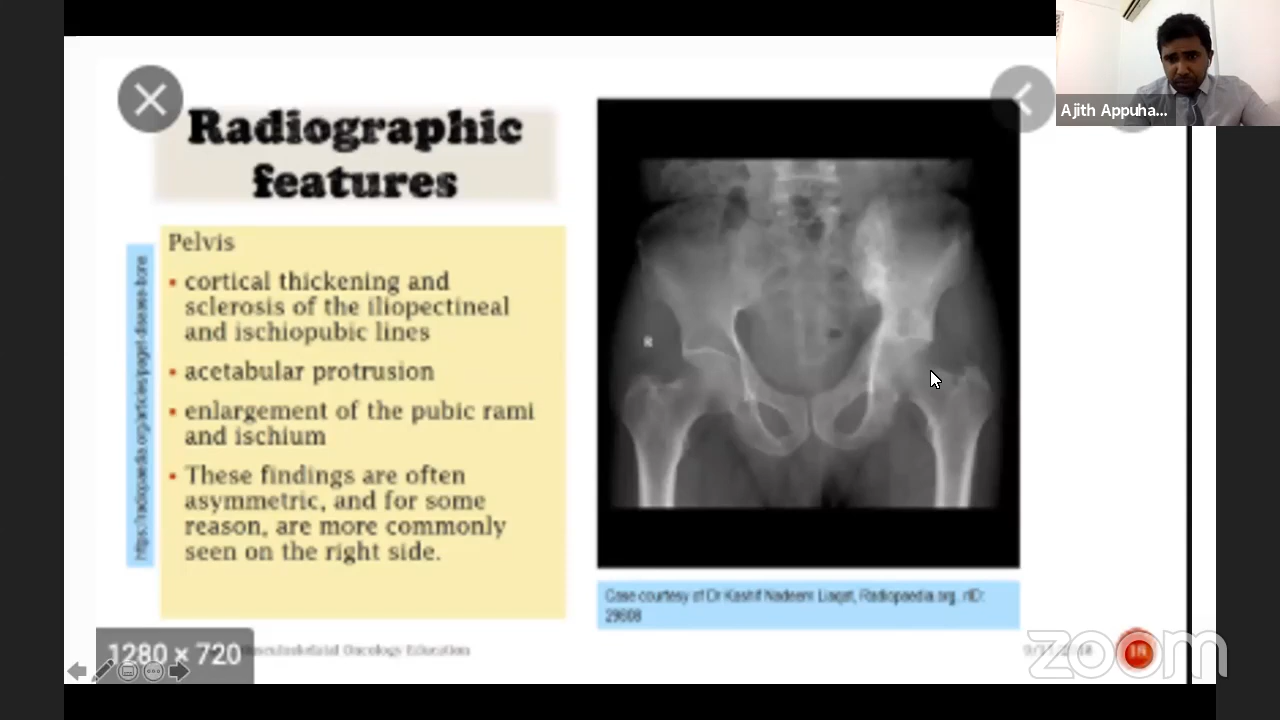 Ajith Appuha...
Radiographic
features
Pelvis
▪ cortical thickening and
sclerosis of the iliopectineal
and ischiopubic lines
▪ acetabular protrusion
▪ enlargement of the pubic rami
and ischium
▪ These findings are often
asymmetric, and for some
reason, are more commonly
seen on the right side.
https://radiopaedia.org/articles/paget-disease-bone
R
Case courtesy of Dr Kashif Nadeem Liaqat, Radiopaedia.org. rID:
29608
1280 × 720
Musculoskeletal Oncology Education
zoom